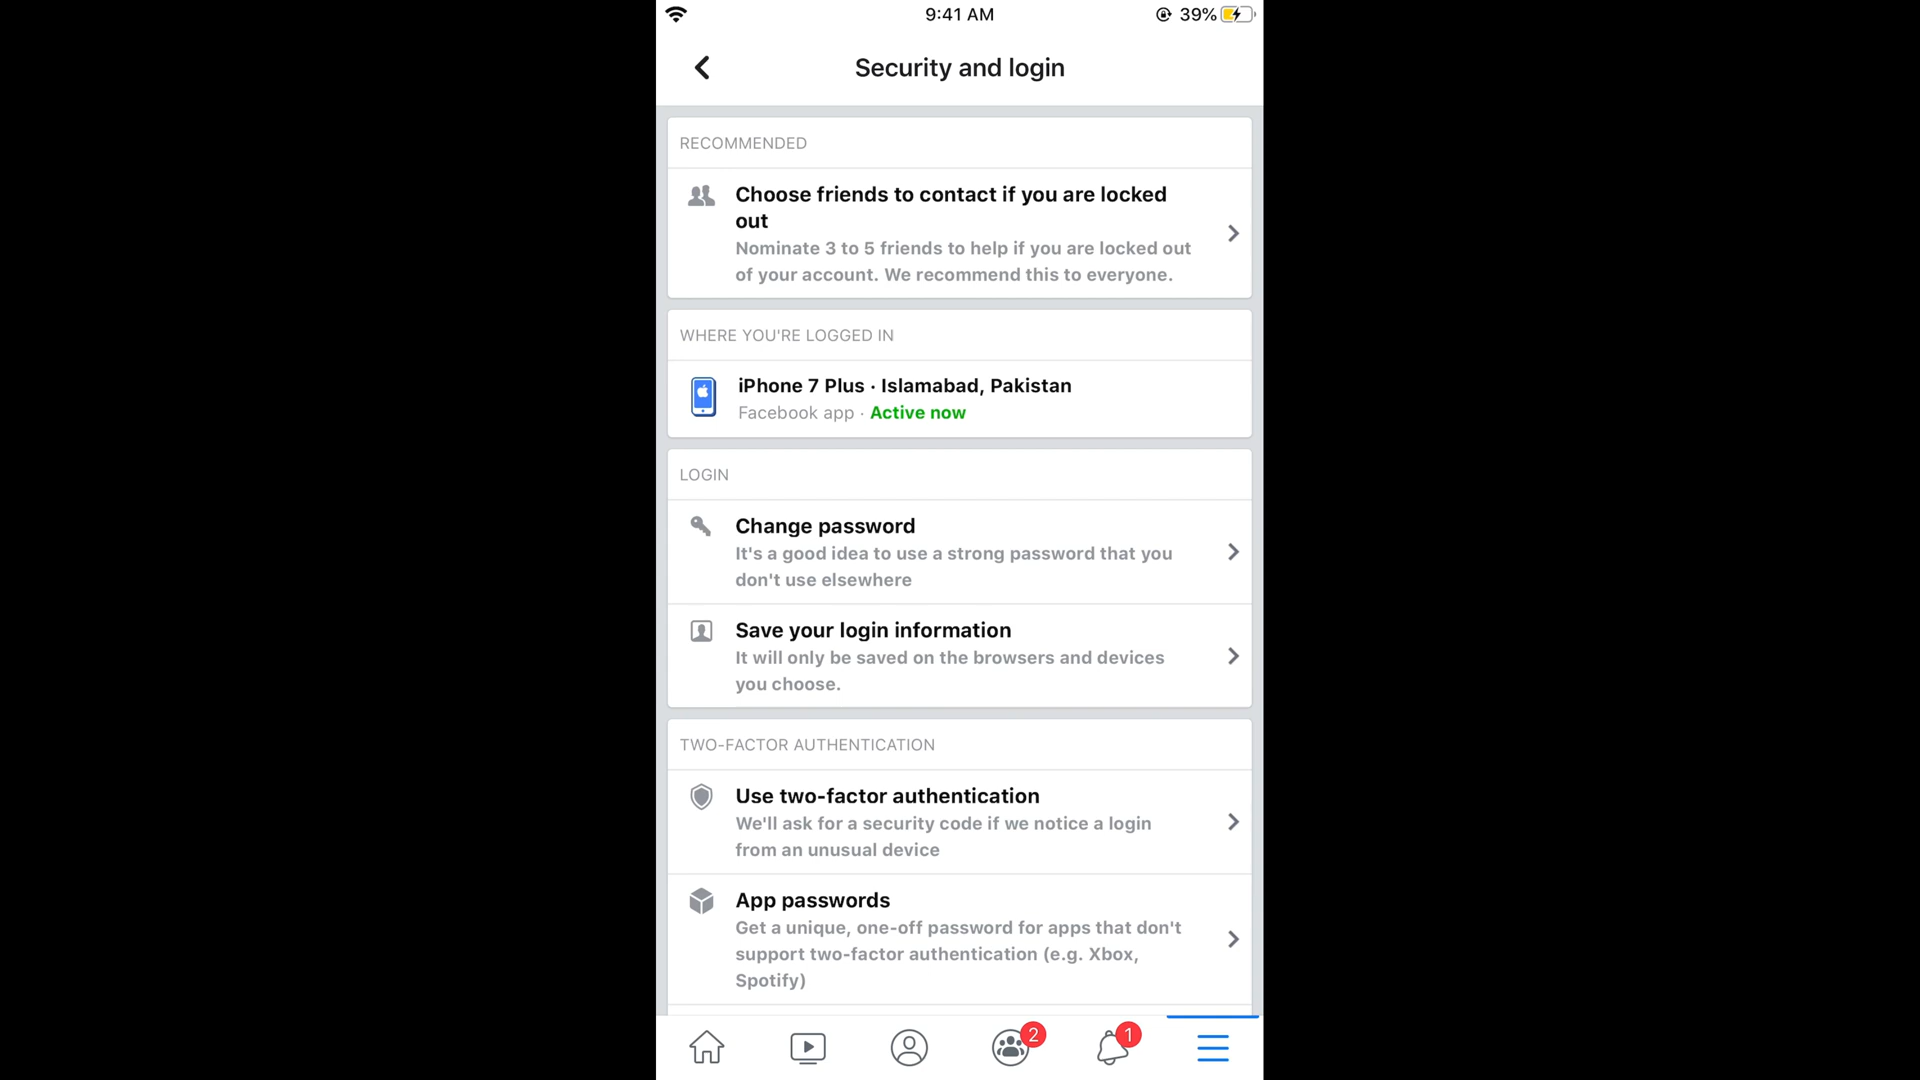 9:41 AM
39%
Security and login
RECOMMENDED
Choose friends to contact if you are locked
out
Nominate 3 to 5 friends to help if you are locked out
of your account. We recommend this to everyone.
WHERE YOU'RE LOGGED IN
iPhone 7 Plus · Islamabad, Pakistan
Facebook app · Active now
LOGIN
Change password
It's a good idea to use a strong password that you
don't use elsewhere
Save your login information
It will only be saved on the browsers and devices
you choose.
TWO-FACTOR AUTHENTICATION
Use two-factor authentication
We'll ask for a security code if we notice a login
from an unusual device
App passwords
Get a unique, one-off password for apps that don't
support two-factor authentication (e.g. Xbox,
Spotify)
2
1